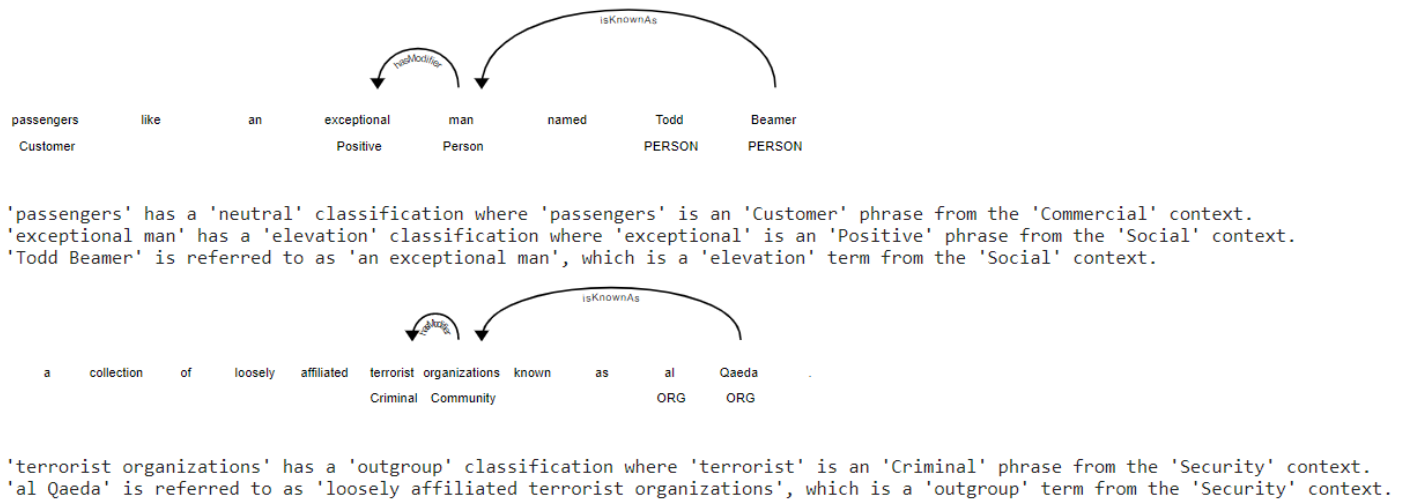 isKnownAs
hasModifier
passengers like an exceptional man named Todd Beamer
Customer Positive Person PERSON PERSON
'passengers' has a 'neutral' classification where 'passengers' is an 'Customer' phrase from the 'Commercial' context.
'exceptional man' has a 'elevation' classification where 'exceptional' is an 'Positive' phrase from the 'Social' context.
'Todd Beamer' is referred to as 'an exceptional man', which is a 'elevation' term from the 'Social' context.
isKnownAs
hasModifier
a collection of loosely affiliated terrorist organizations known as al Qaeda .
Criminal Community ORG ORG
'terrorist organizations' has a 'outgroup' classification where 'terrorist' is an 'Criminal' phrase from the 'Security' context.
'al Qaeda' is referred to as 'loosely affiliated terrorist organizations', which is a 'outgroup' term from the 'Security' context.